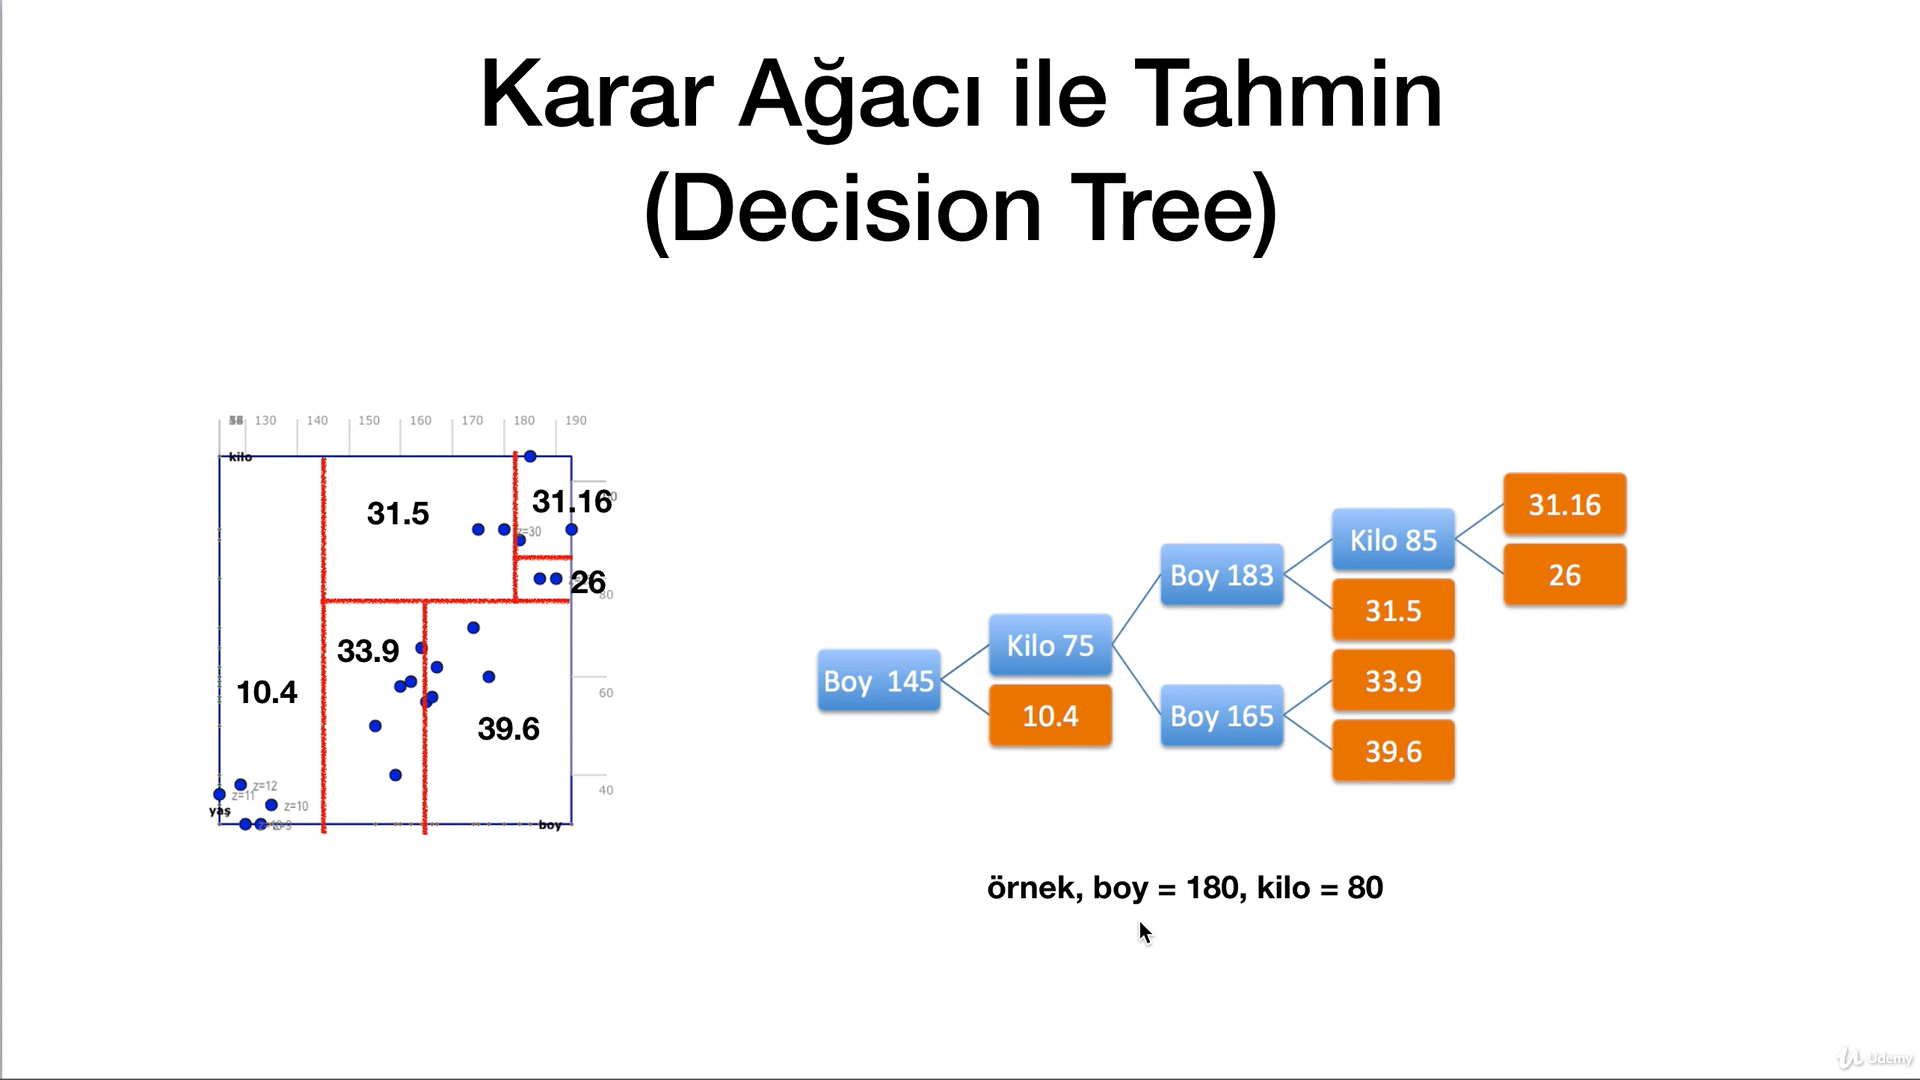 Karar Ağacı ile Tahmin
(Decision Tree)
130 140 150 160 170 180 190
kilo
31.5
31.16
z=30
26
80
33.9
10.4
39.6
60
40
z=12
z=11
z=10
yaş
boy
Boy 145
Kilo 75
10.4
Boy 183
Boy 165
Kilo 85
31.5
33.9
39.6
31.16
26
örnek, boy = 180, kilo = 80
Udemy